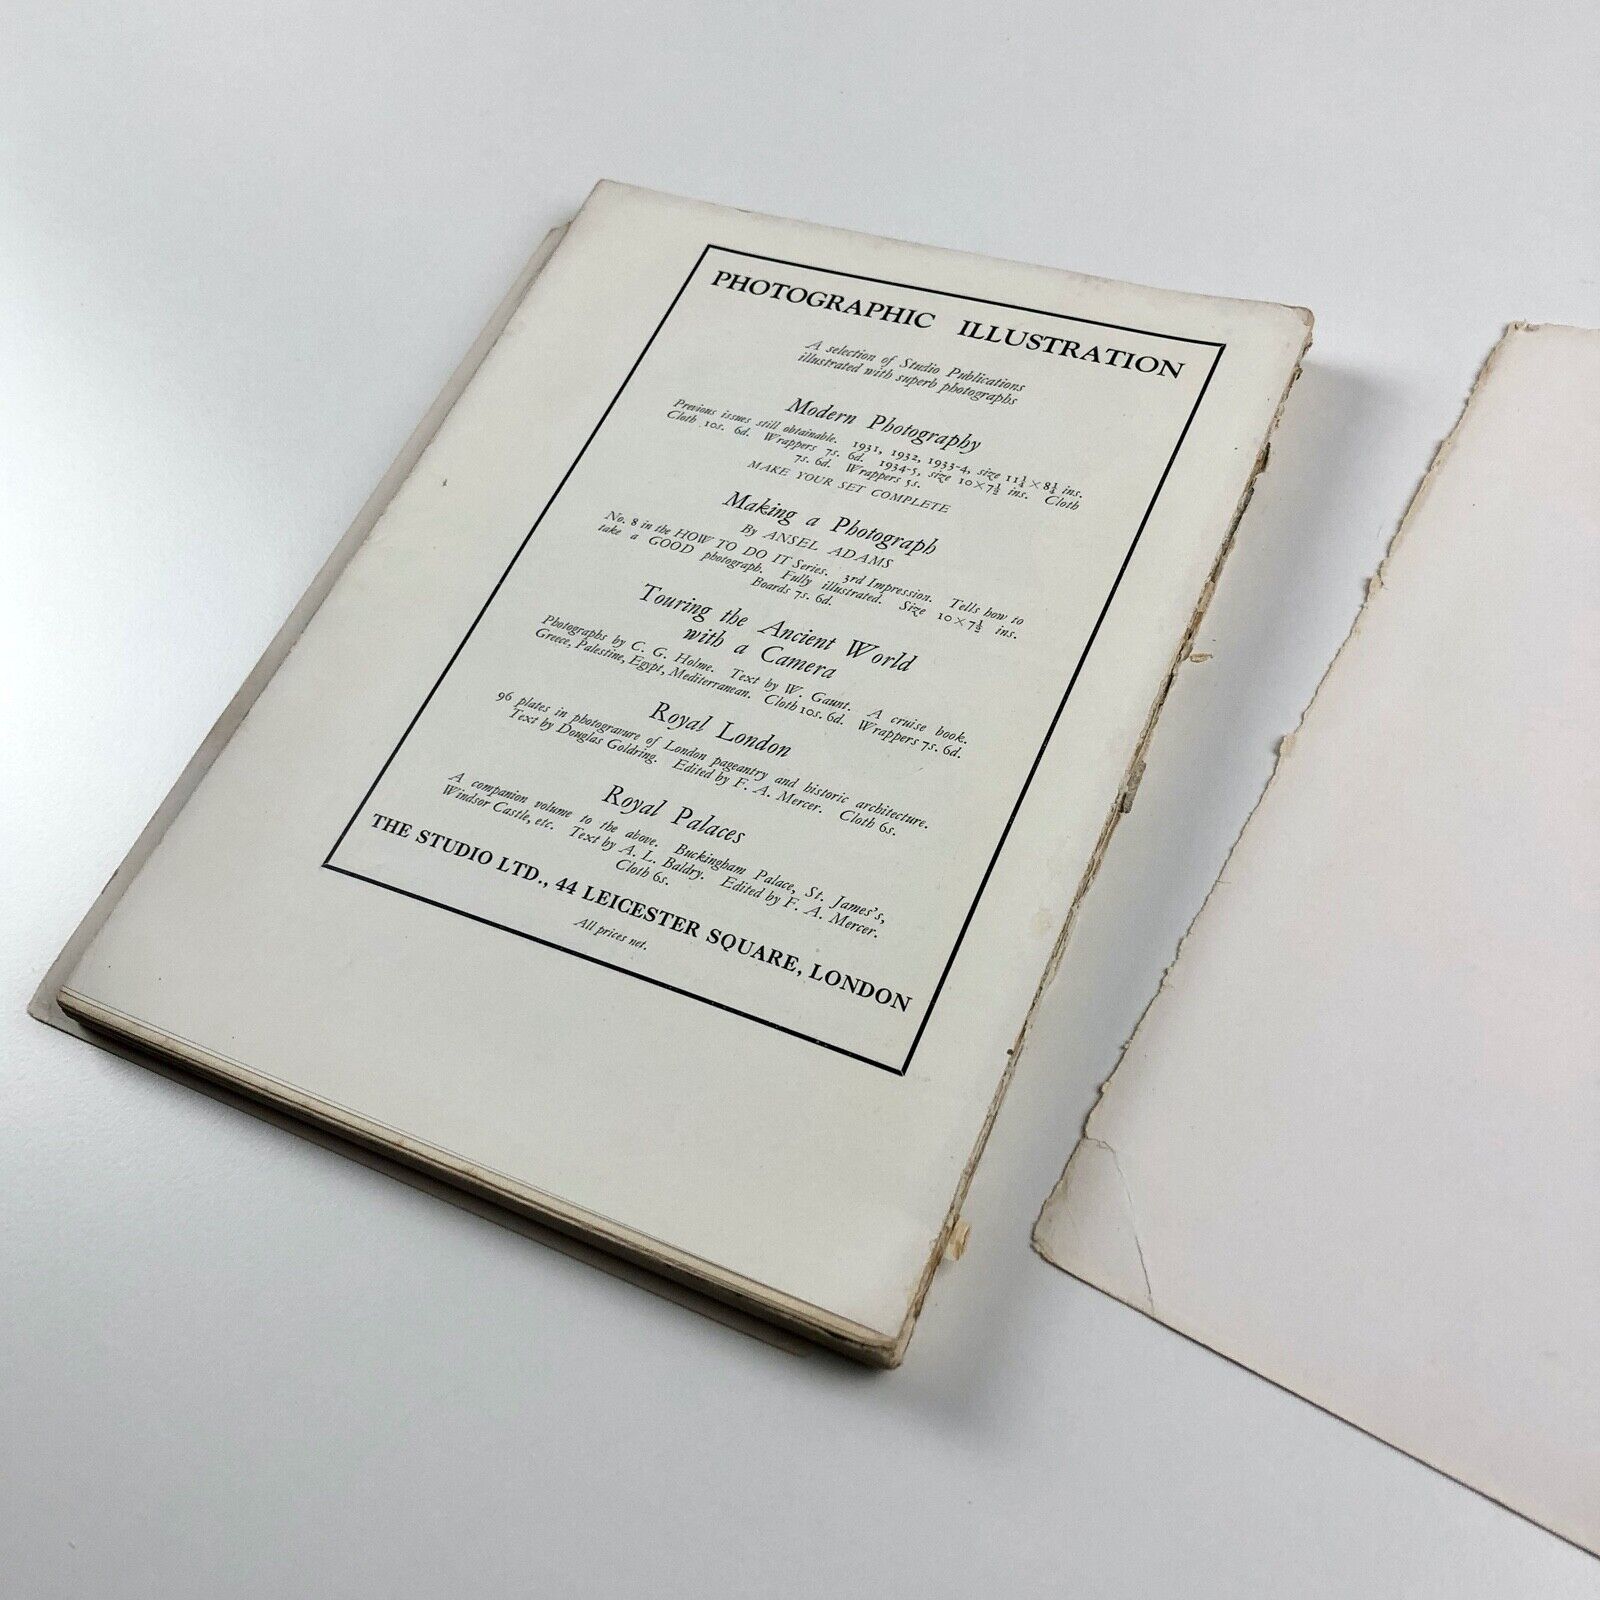 PHOTOGRAPHIC ILLUSTRATION
A selection of Studio Publications
illustrated with superb photographs
Modern Photography
Previous issues still obtainable. 1931, 1932, 1933-4, size 11¼ × 8¼ ins.
Cloth 10s. 6d. Wrappers 7s. 6d. 1934-5, size 10 × 7½ ins. Cloth
7s. 6d. Wrappers 5s.
MAKE YOUR SET COMPLETE
Making a Photograph
By ANSEL ADAMS
No. 8 in the HOW TO DO IT Series. 3rd Impression. Tells how to
take a GOOD photograph. Fully illustrated. Size 10 × 7½ ins.
Boards 7s. 6d.
Touring the Ancient World
with a Camera
Photographs by C. G. Holme. Text by W. Gaunt. A cruise book.
Greece, Palestine, Egypt, Mediterranean. Cloth 10s. 6d. Wrappers 7s. 6d.
Royal London
96 plates in photogravure of London pageantry and historic architecture.
Text by Douglas Goldring. Edited by F. A. Mercer. Cloth 6s.
Royal Palaces
A companion volume to the above. Buckingham Palace, St. James's,
Windsor Castle, etc. Text by A. L. Baldry. Edited by F. A. Mercer.
Cloth 6s.
THE STUDIO LTD., 44 LEICESTER SQUARE, LONDON
All prices net.